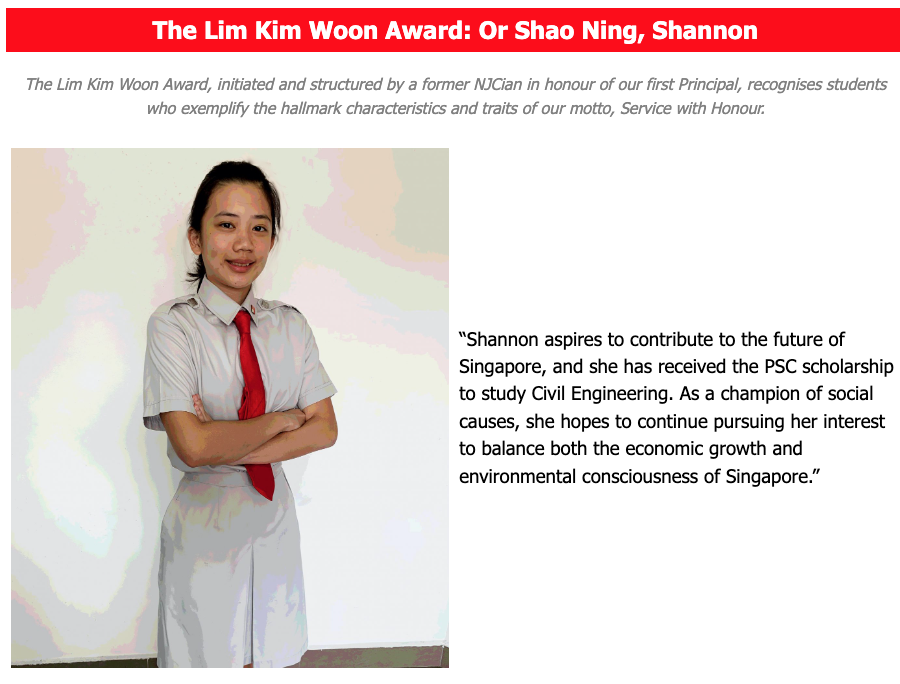 The Lim Kim Woon Award: Or Shao Ning, Shannon
The Lim Kim Woon Award, initiated and structured by a former NJCian in honour of our first Principal, recognises students
who exemplify the hallmark characteristics and traits of our motto, Service with Honour.
“Shannon aspires to contribute to the future of
Singapore, and she has received the PSC scholarship
to study Civil Engineering. As a champion of social
causes, she hopes to continue pursuing her interest
to balance both the economic growth and
environmental consciousness of Singapore.”